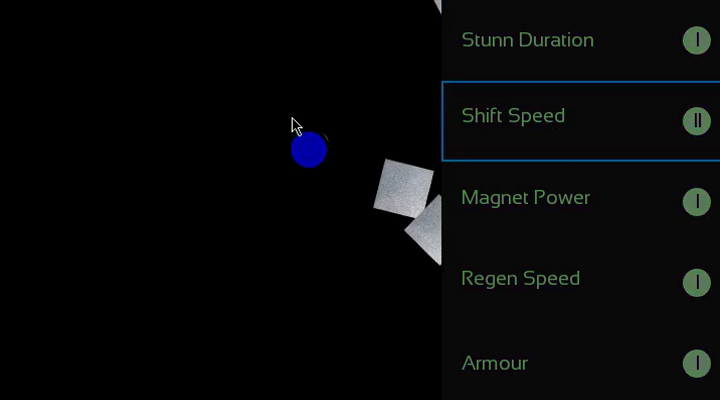 Stunn Duration I
Shift Speed II
Magnet Power I
Regen Speed I
Armour I